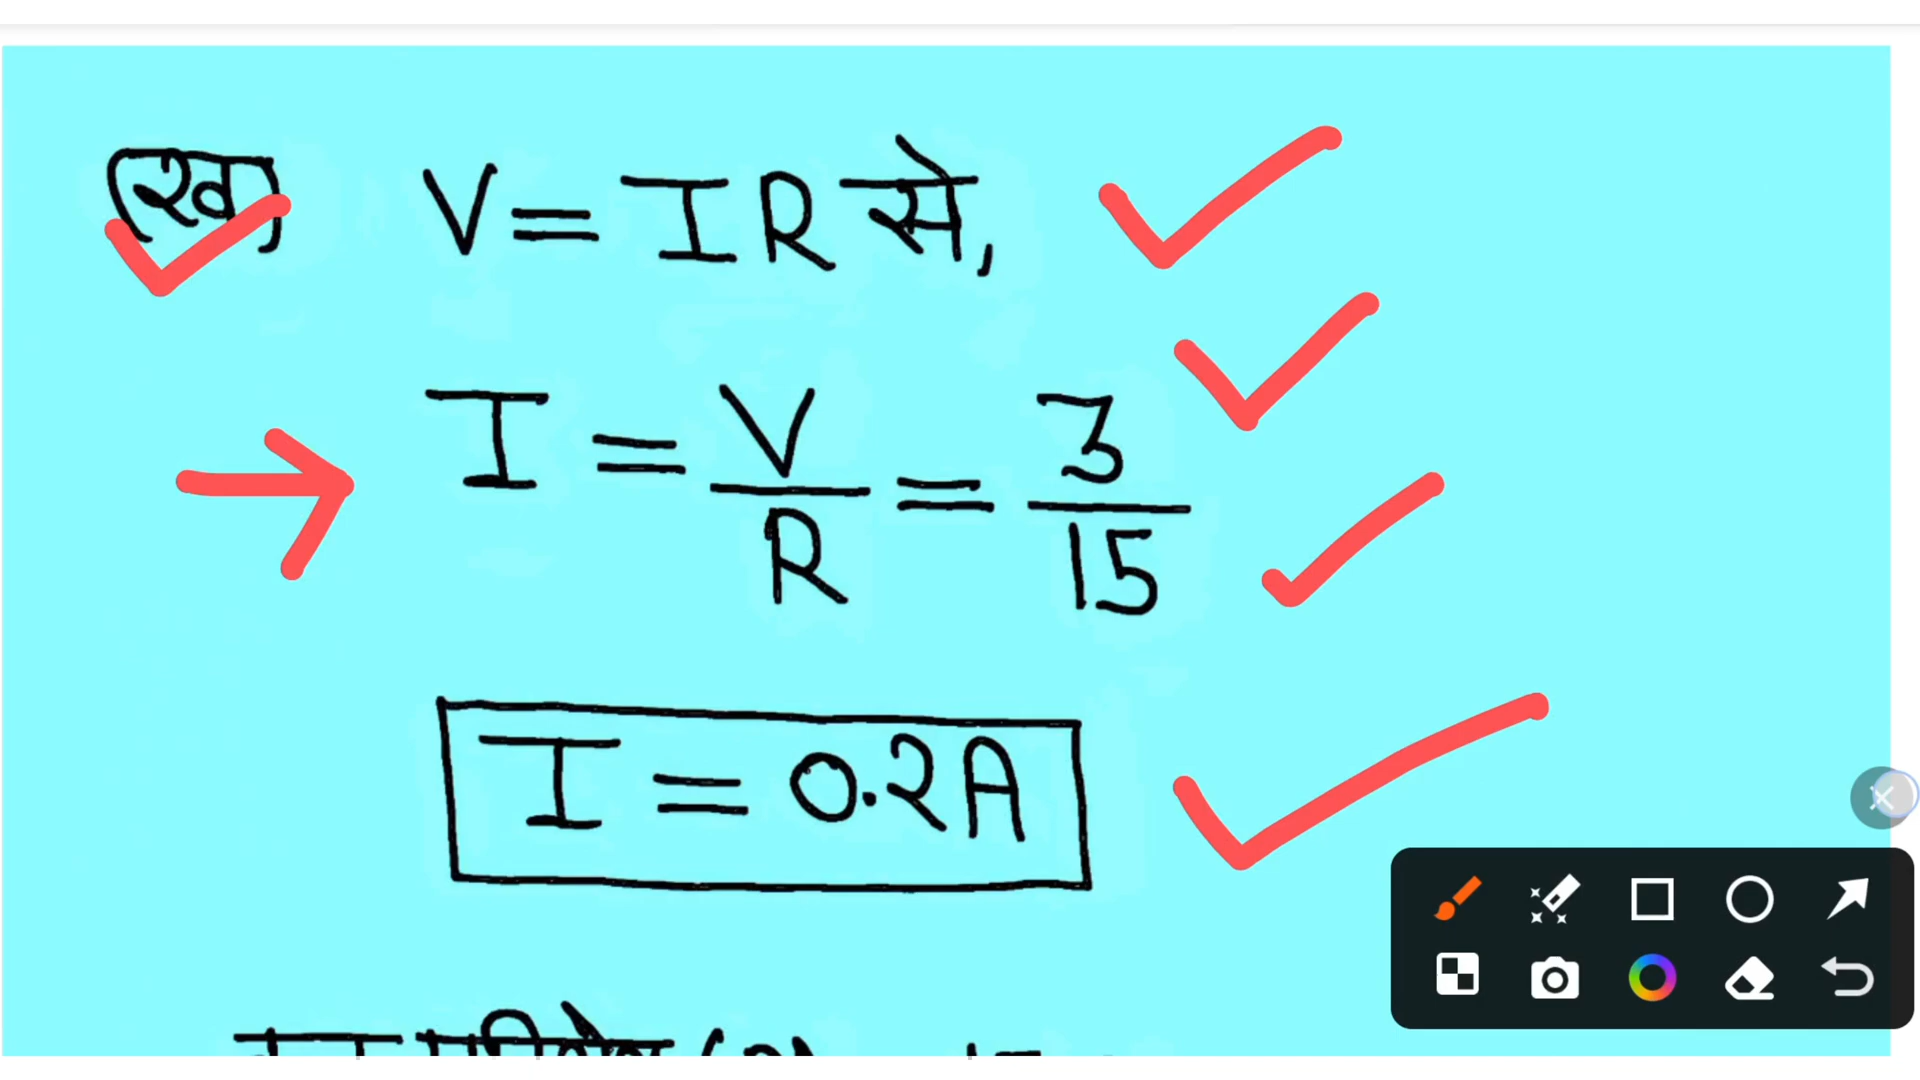 (ख) V = IR से,
I = V/R = 3/15
I = 0.2A